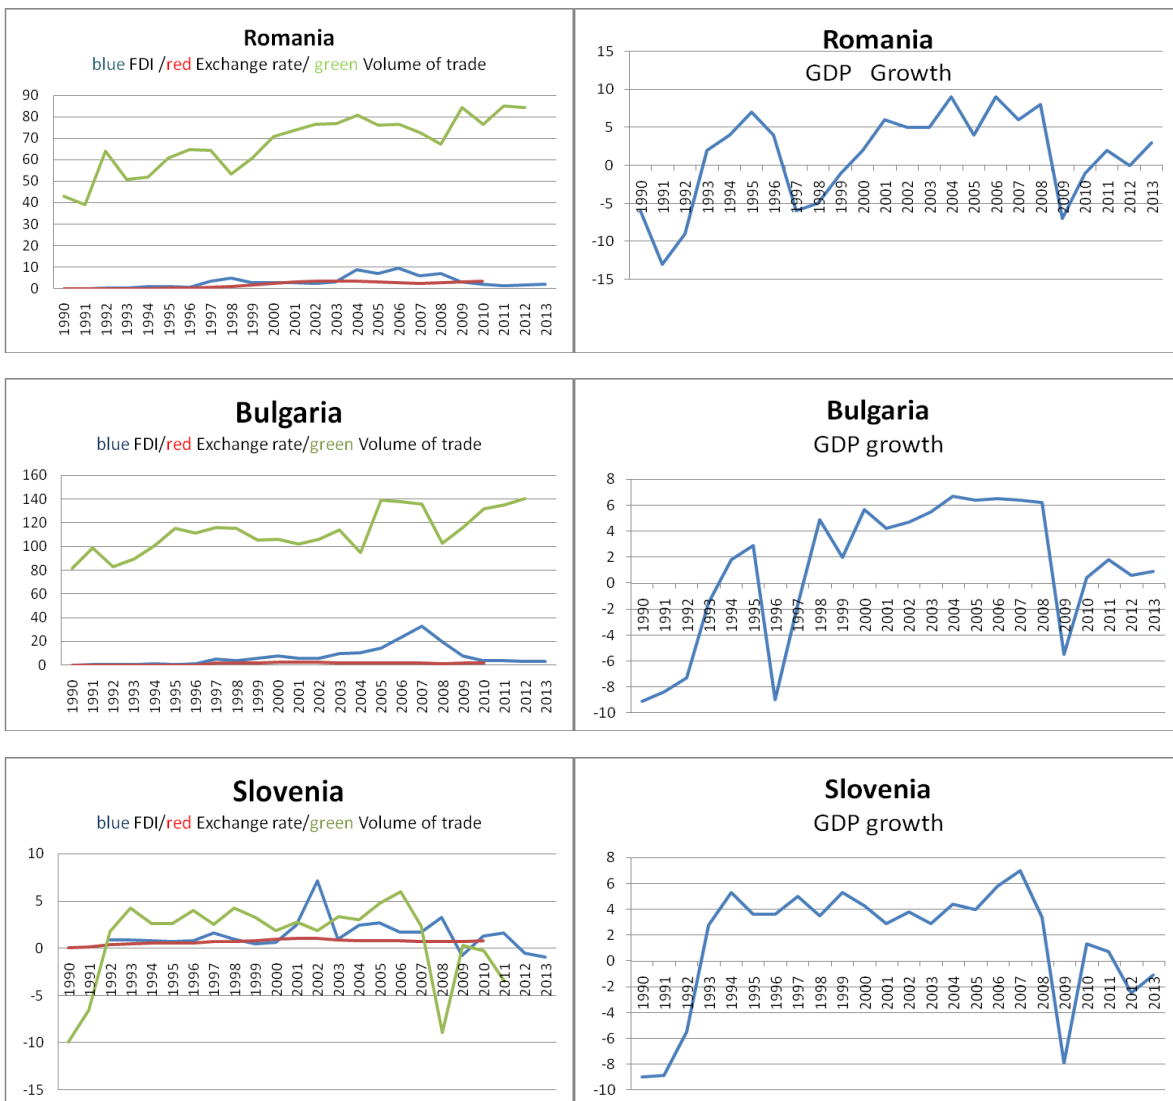 Romania
blue FDI /red Exchange rate/ green Volume of trade
90
80
70
60
50
40
30
20
10
0
1990 1991 1992 1993 1994 1995 1996 1997 1998 1999 2000 2001 2002 2003 2004 2005 2006 2007 2008 2009 2010 2011 2012 2013
Romania
GDP Growth
15
10
5
0
-5
-10
-15
1990 1991 1992 1993 1994 1995 1996 1997 1998 1999 2000 2001 2002 2003 2004 2005 2006 2007 2008 2009 2010 2011 2012 2013
Bulgaria
blue FDI/red Exchange rate/green Volume of trade
160
140
120
100
80
60
40
20
0
1990 1991 1992 1993 1994 1995 1996 1997 1998 1999 2000 2001 2002 2003 2004 2005 2006 2007 2008 2009 2010 2011 2012 2013
Bulgaria
GDP growth
8
6
4
2
0
-2
-4
-6
-8
-10
1990 1991 1992 1993 1994 1995 1996 1997 1998 1999 2000 2001 2002 2003 2004 2005 2006 2007 2008 2009 2010 2011 2012 2013
Slovenia
blue FDI/red Exchange rate/green Volume of trade
10
5
0
-5
-10
-15
1990 1991 1992 1993 1994 1995 1996 1997 1998 1999 2000 2001 2002 2003 2004 2005 2006 2007 2008 2009 2010 2011 2012 2013
Slovenia
GDP growth
8
6
4
2
0
-2
-4
-6
-8
-10
1990 1991 1992 1993 1994 1995 1996 1997 1998 1999 2000 2001 2002 2003 2004 2005 2006 2007 2008 2009 2010 2011 2012 2013